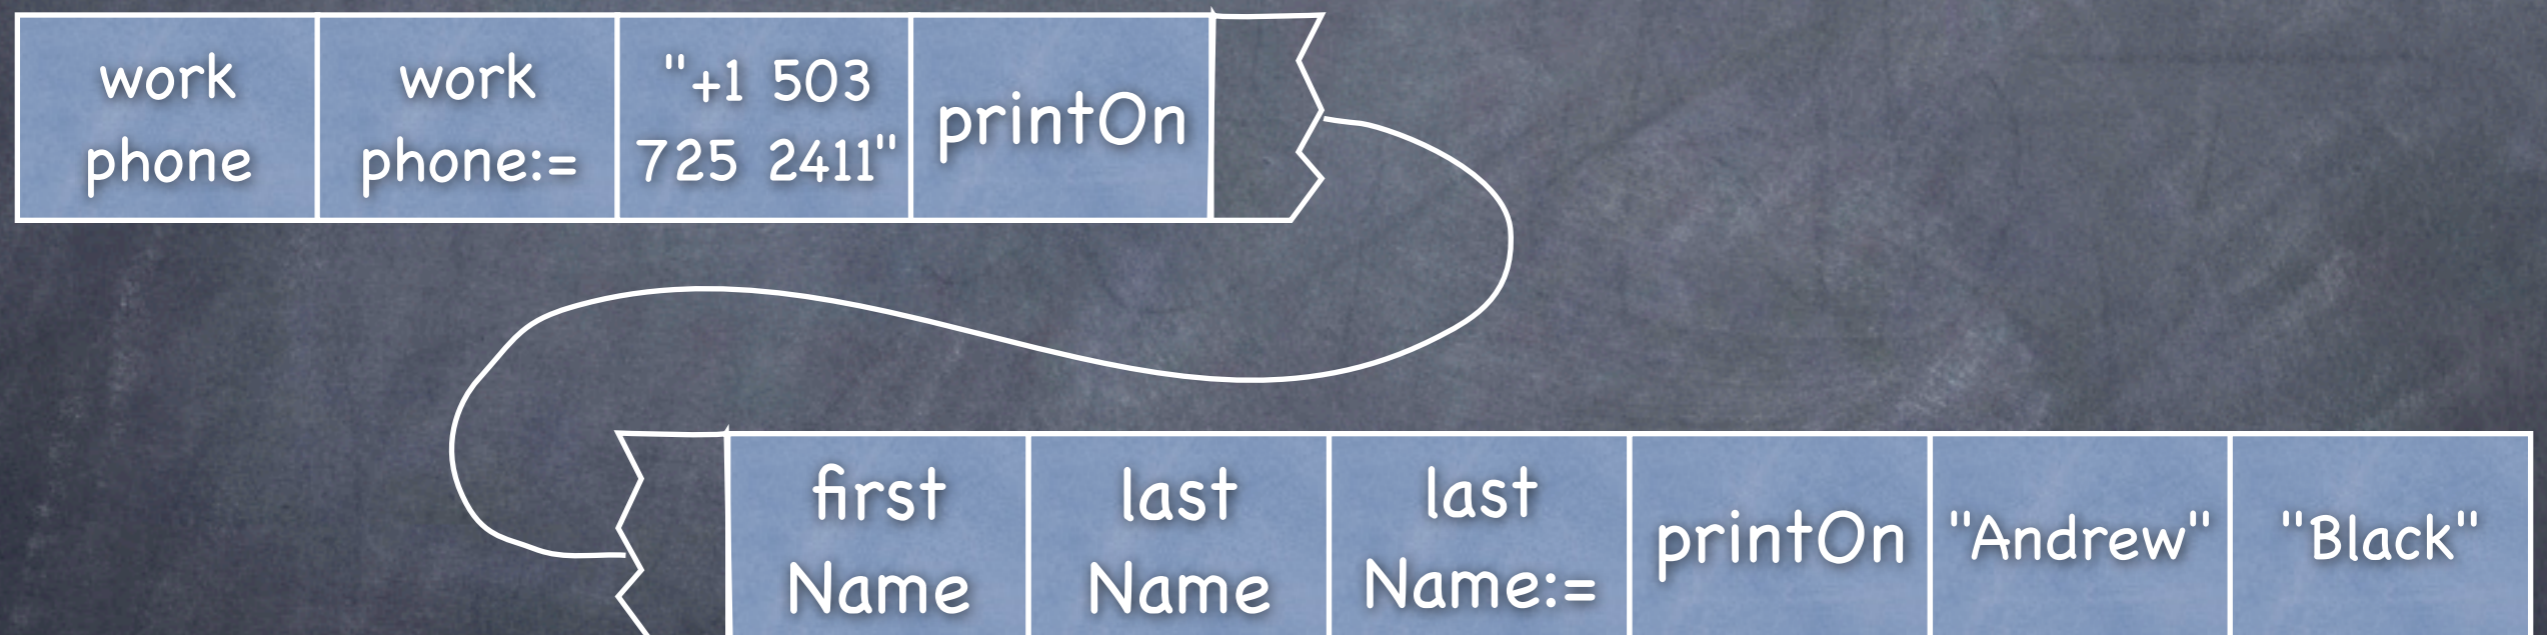 work
phone
work
phone:=
"+1 503
725 2411"
printOn
first
Name
last
Name
last
Name:=
printOn
"Andrew"
"Black"